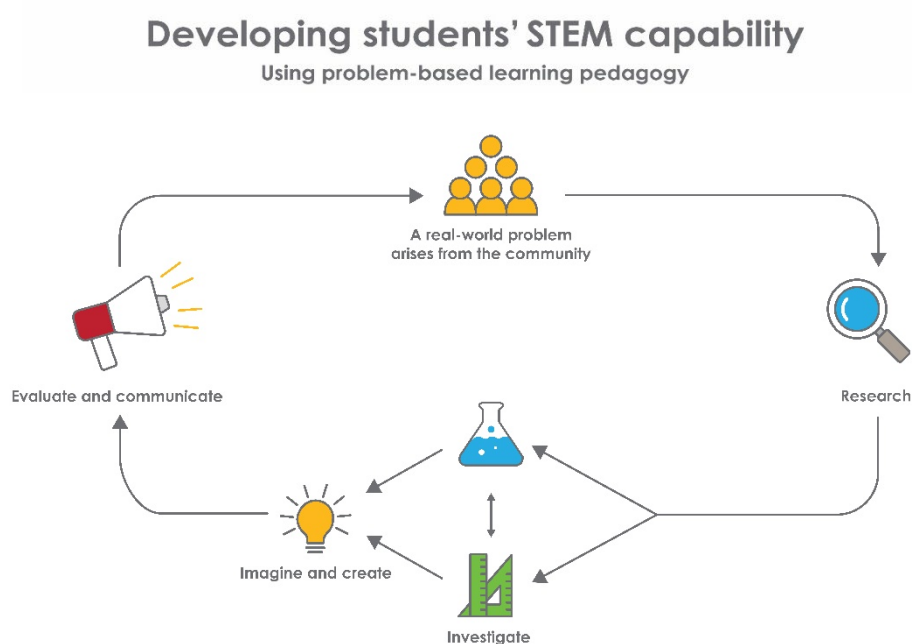 Developing students' STEM capability
Using problem-based learning pedagogy
A real-world problem
arises from the community
Research
Investigate
Imagine and create
Evaluate and communicate